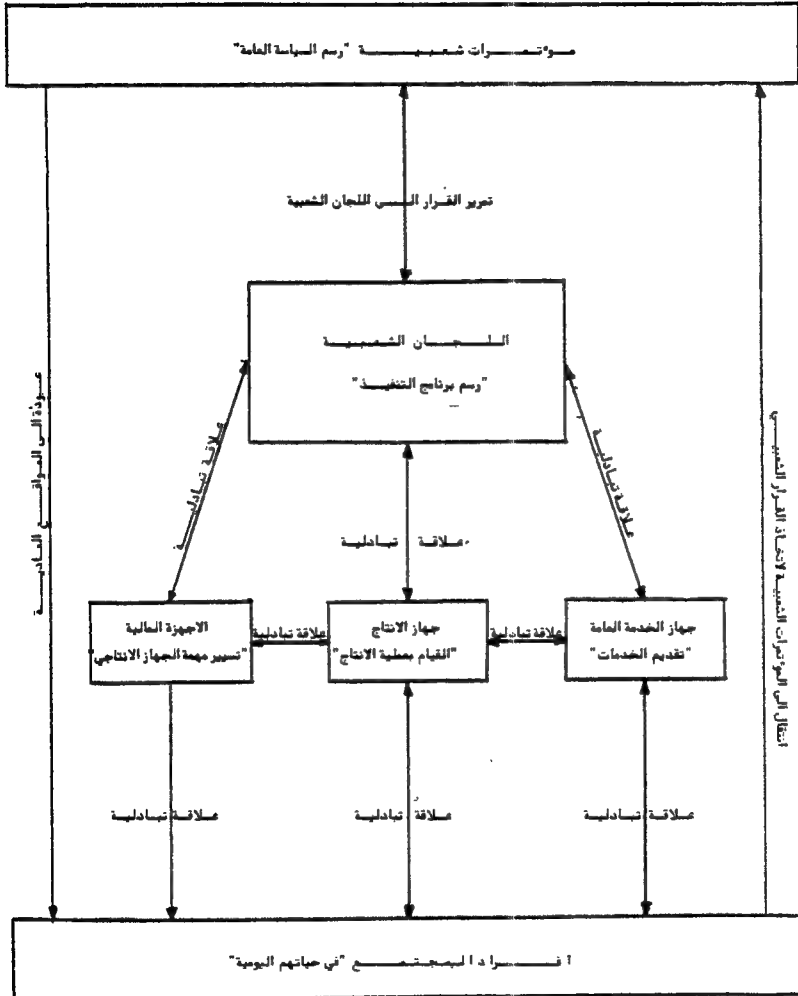 مؤتمرات شعبية "رسم السياسة العامة"
تمرير القرار الى اللجان الشعبية
اللجان الشعبية
"رسم برنامج التنفيذ"
علاقة تبادلية
علاقة تبادلية
علاقة تبادلية
انتقال الى المؤتمرات الشعبية لاتخاذ القرار الشعبي
عودة الى المواقع العادية
جهاز الخدمة العامة
"تقديم الخدمات"
علاقة تبادلية
جهاز الانتاج
"القيام بعملية الانتاج"
علاقة تبادلية
الاجهزة المالية
"تسيير مهمة الجهاز الانتاجي"
علاقة تبادلية
علاقة تبادلية
علاقة تبادلية
افراد المجتمع "في حياتهم اليومية"